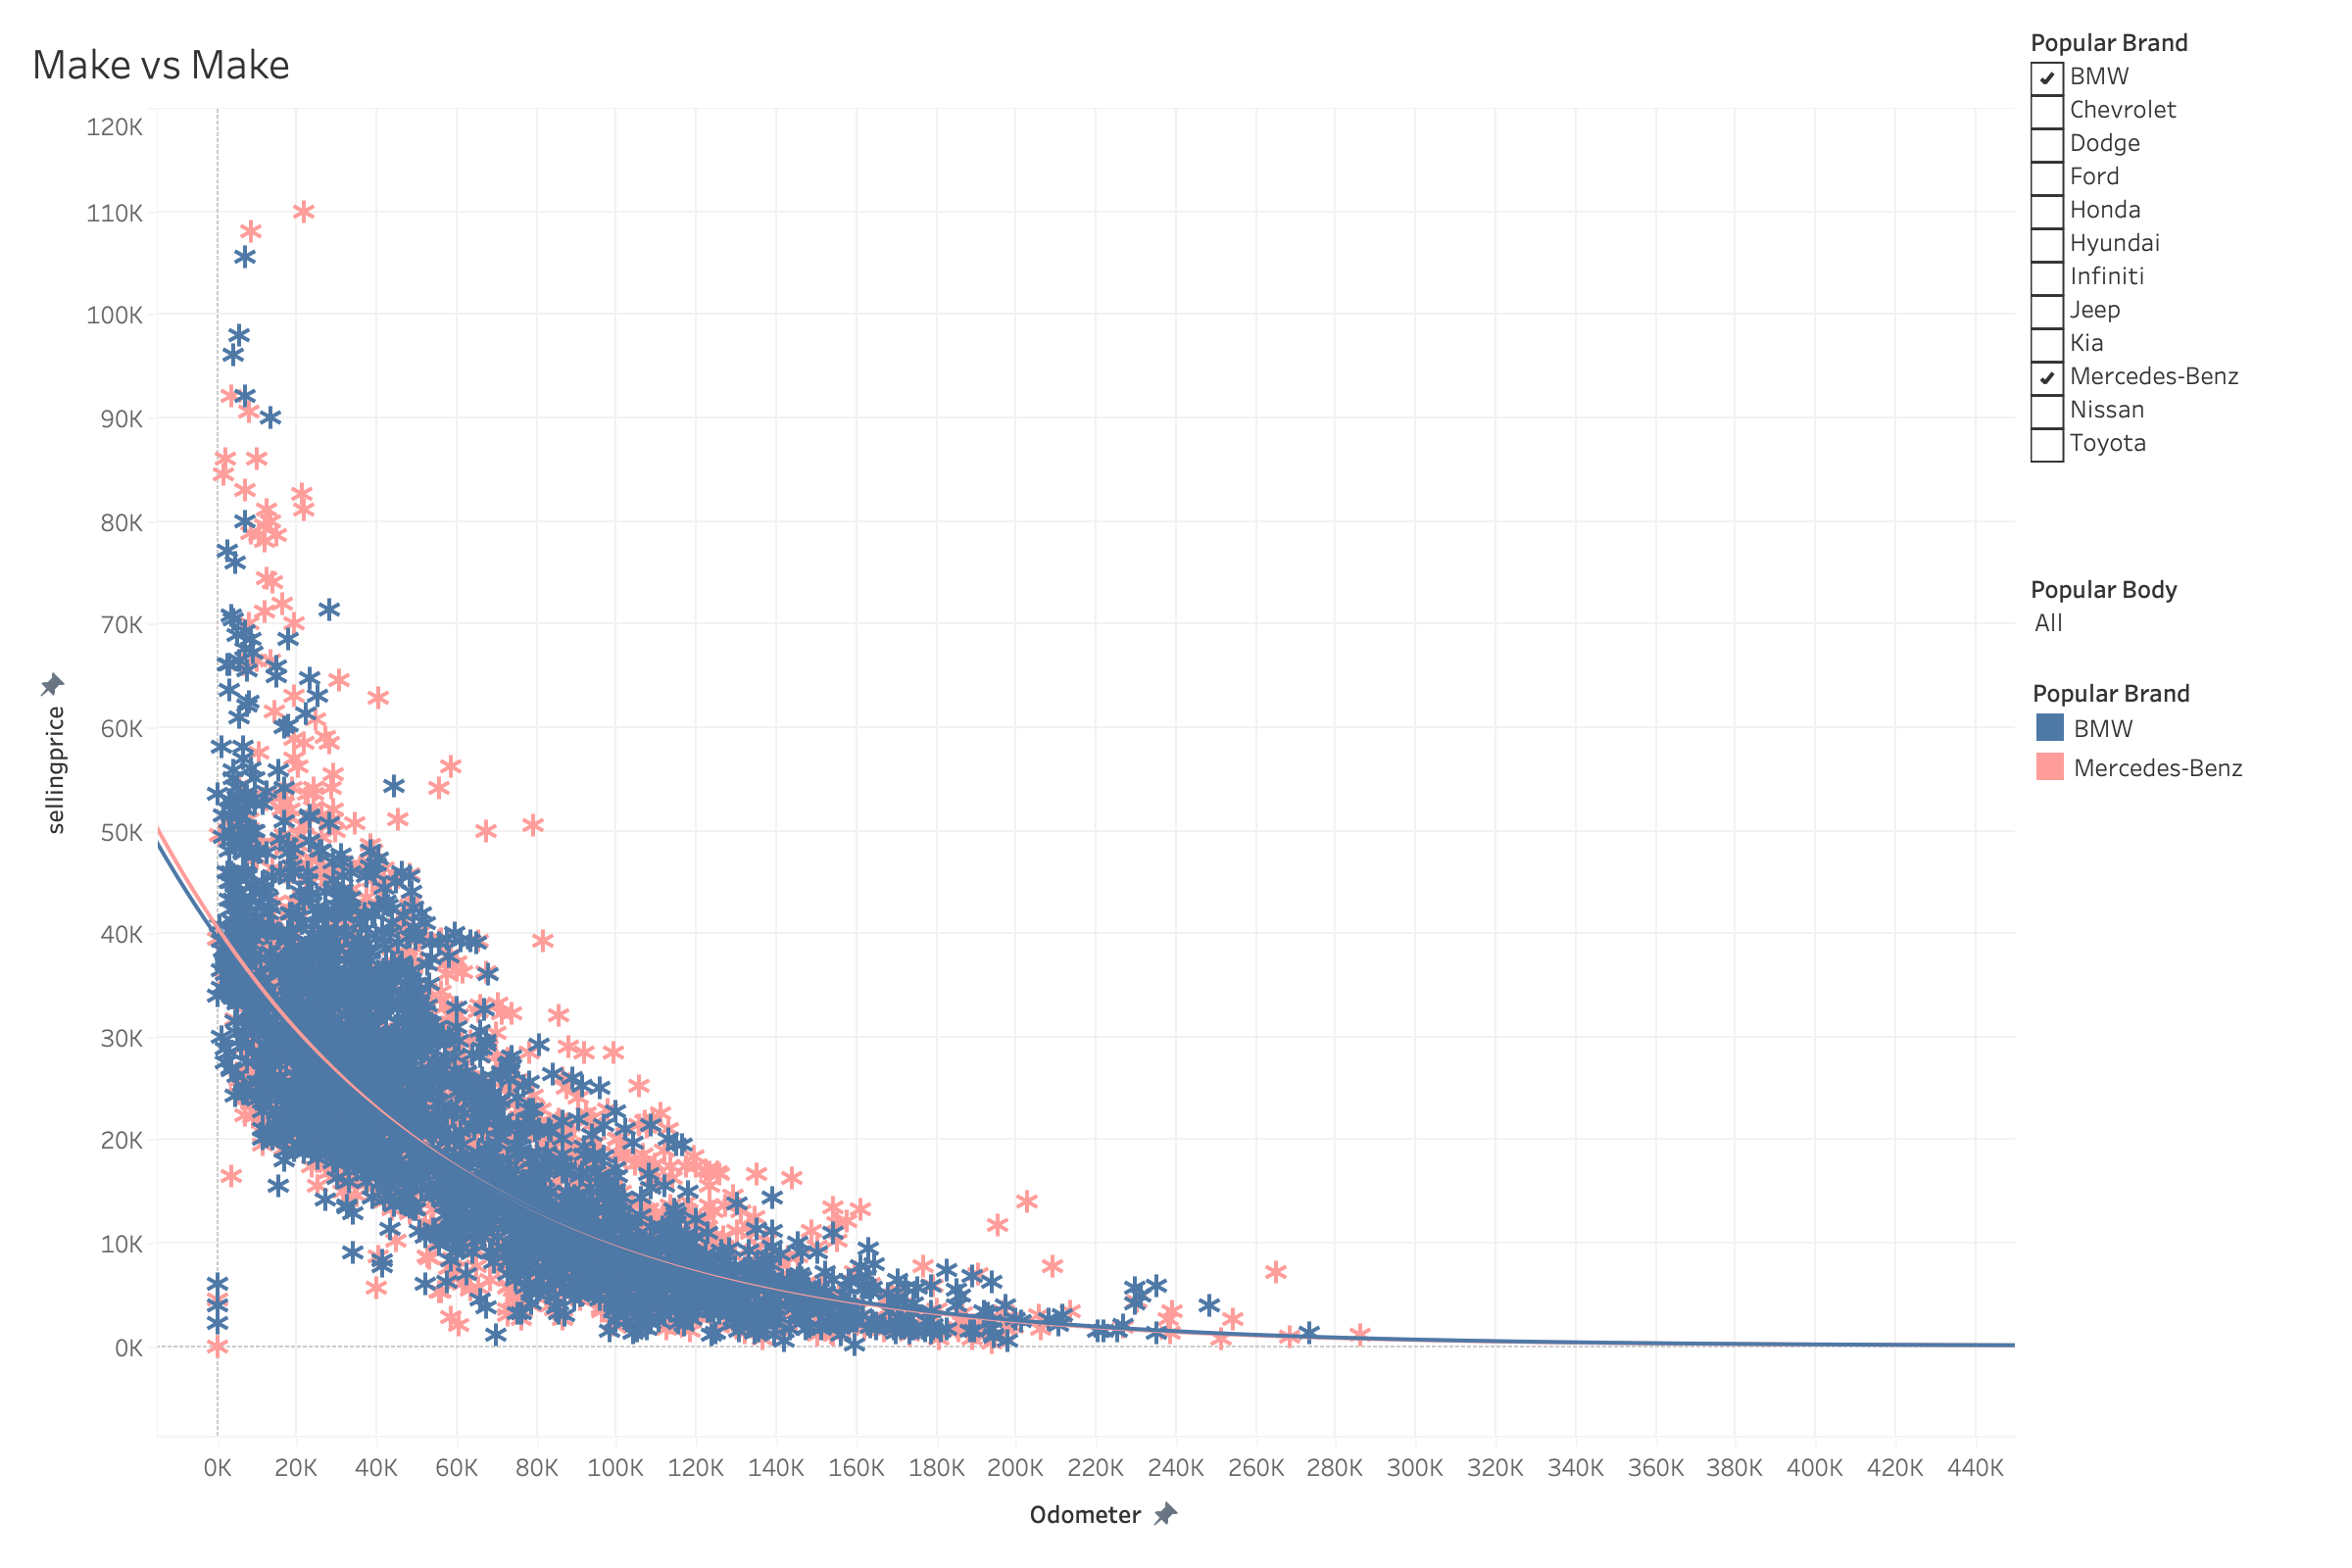 Make vs Make
120K
110K
100K
90K
80K
70K
60K
50K
40K
30K
20K
10K
0K
sellingprice
0K 20K 40K 60K 80K 100K 120K 140K 160K 180K 200K 220K 240K 260K 280K 300K 320K 340K 360K 380K 400K 420K 440K
Odometer
Popular Brand
BMW
Chevrolet
Dodge
Ford
Honda
Hyundai
Infiniti
Jeep
Kia
Mercedes-Benz
Nissan
Toyota
Popular Body
All
Popular Brand
BMW
Mercedes-Benz